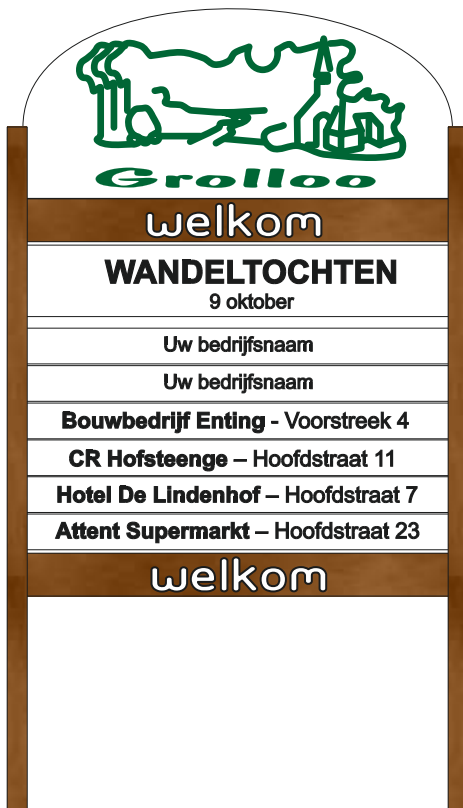 Grolloo
welkom
WANDELTOCHTEN
9 oktober
Uw bedrijfsnaam
Uw bedrijfsnaam
Bouwbedrijf Enting - Voorstreek 4
CR Hofsteenge – Hoofdstraat 11
Hotel De Lindenhof – Hoofdstraat 7
Attent Supermarkt – Hoofdstraat 23
welkom